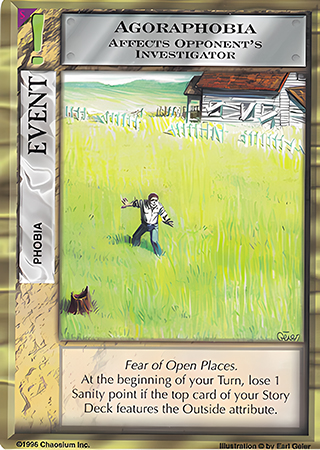 AGORAPHOBIA
AFFECTS OPPONENT'S
INVESTIGATOR
EVENT!
PHOBIA
Geier
Fear of Open Places.
At the beginning of your Turn, lose 1
Sanity point if the top card of your Story
Deck features the Outside attribute.
©1996 Chaosium Inc.
Illustration © by Earl Geier